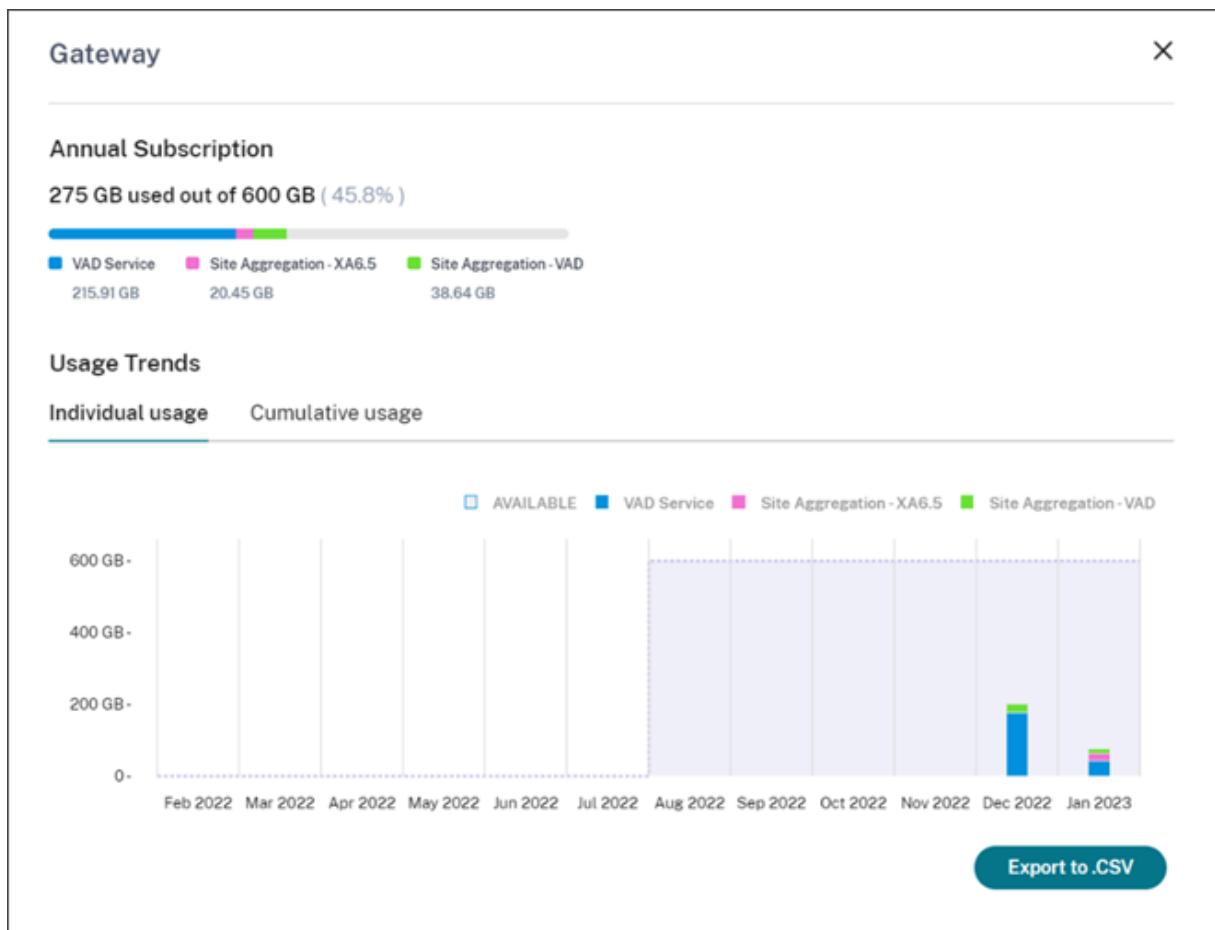 Gateway
Annual Subscription
275 GB used out of 600 GB ( 45.8% )
VAD Service Site Aggregation - XA6.5 Site Aggregation - VAD
215.91 GB 20.45 GB 38.64 GB
Usage Trends
Individual usage Cumulative usage
AVAILABLE VAD Service Site Aggregation - XA6.5 Site Aggregation - VAD
600 GB -
400 GB -
200 GB -
0 -
Feb 2022 Mar 2022 Apr 2022 May 2022 Jun 2022 Jul 2022 Aug 2022 Sep 2022 Oct 2022 Nov 2022 Dec 2022 Jan 2023
Export to .CSV